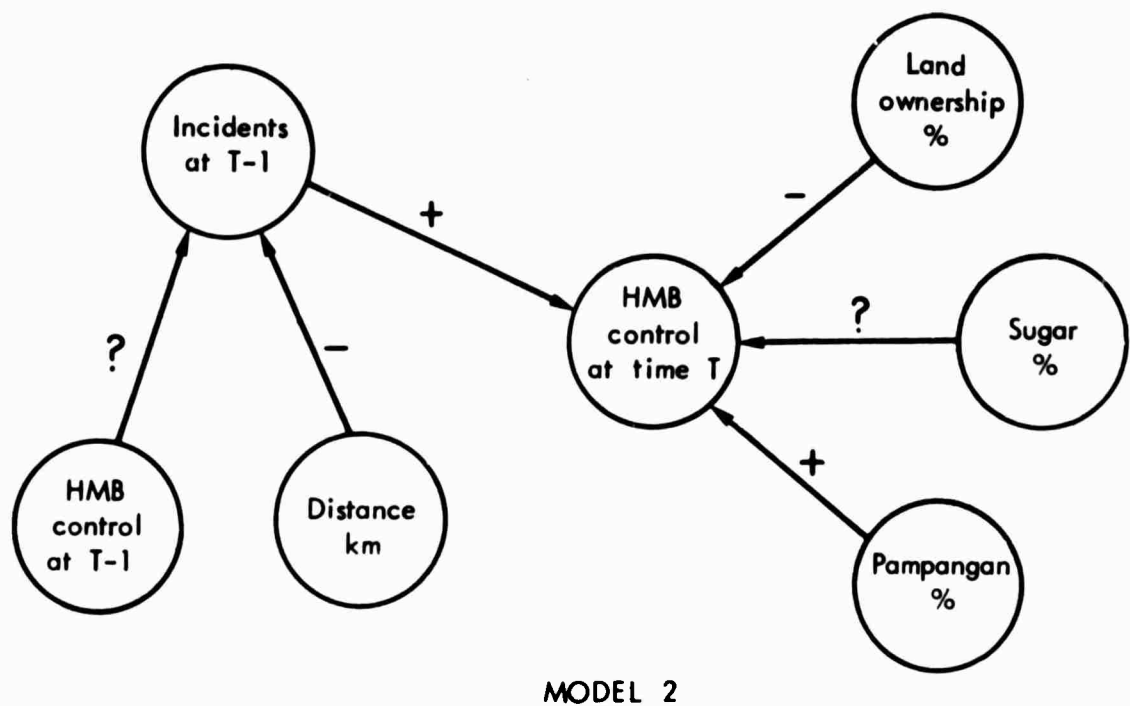 Incidents
at T-1
+
?
-
HMB
control
at T-1
Distance
km
Land
ownership
%
-
HMB
control
at time T
?
Sugar
%
+
Pampangan
%
MODEL 2